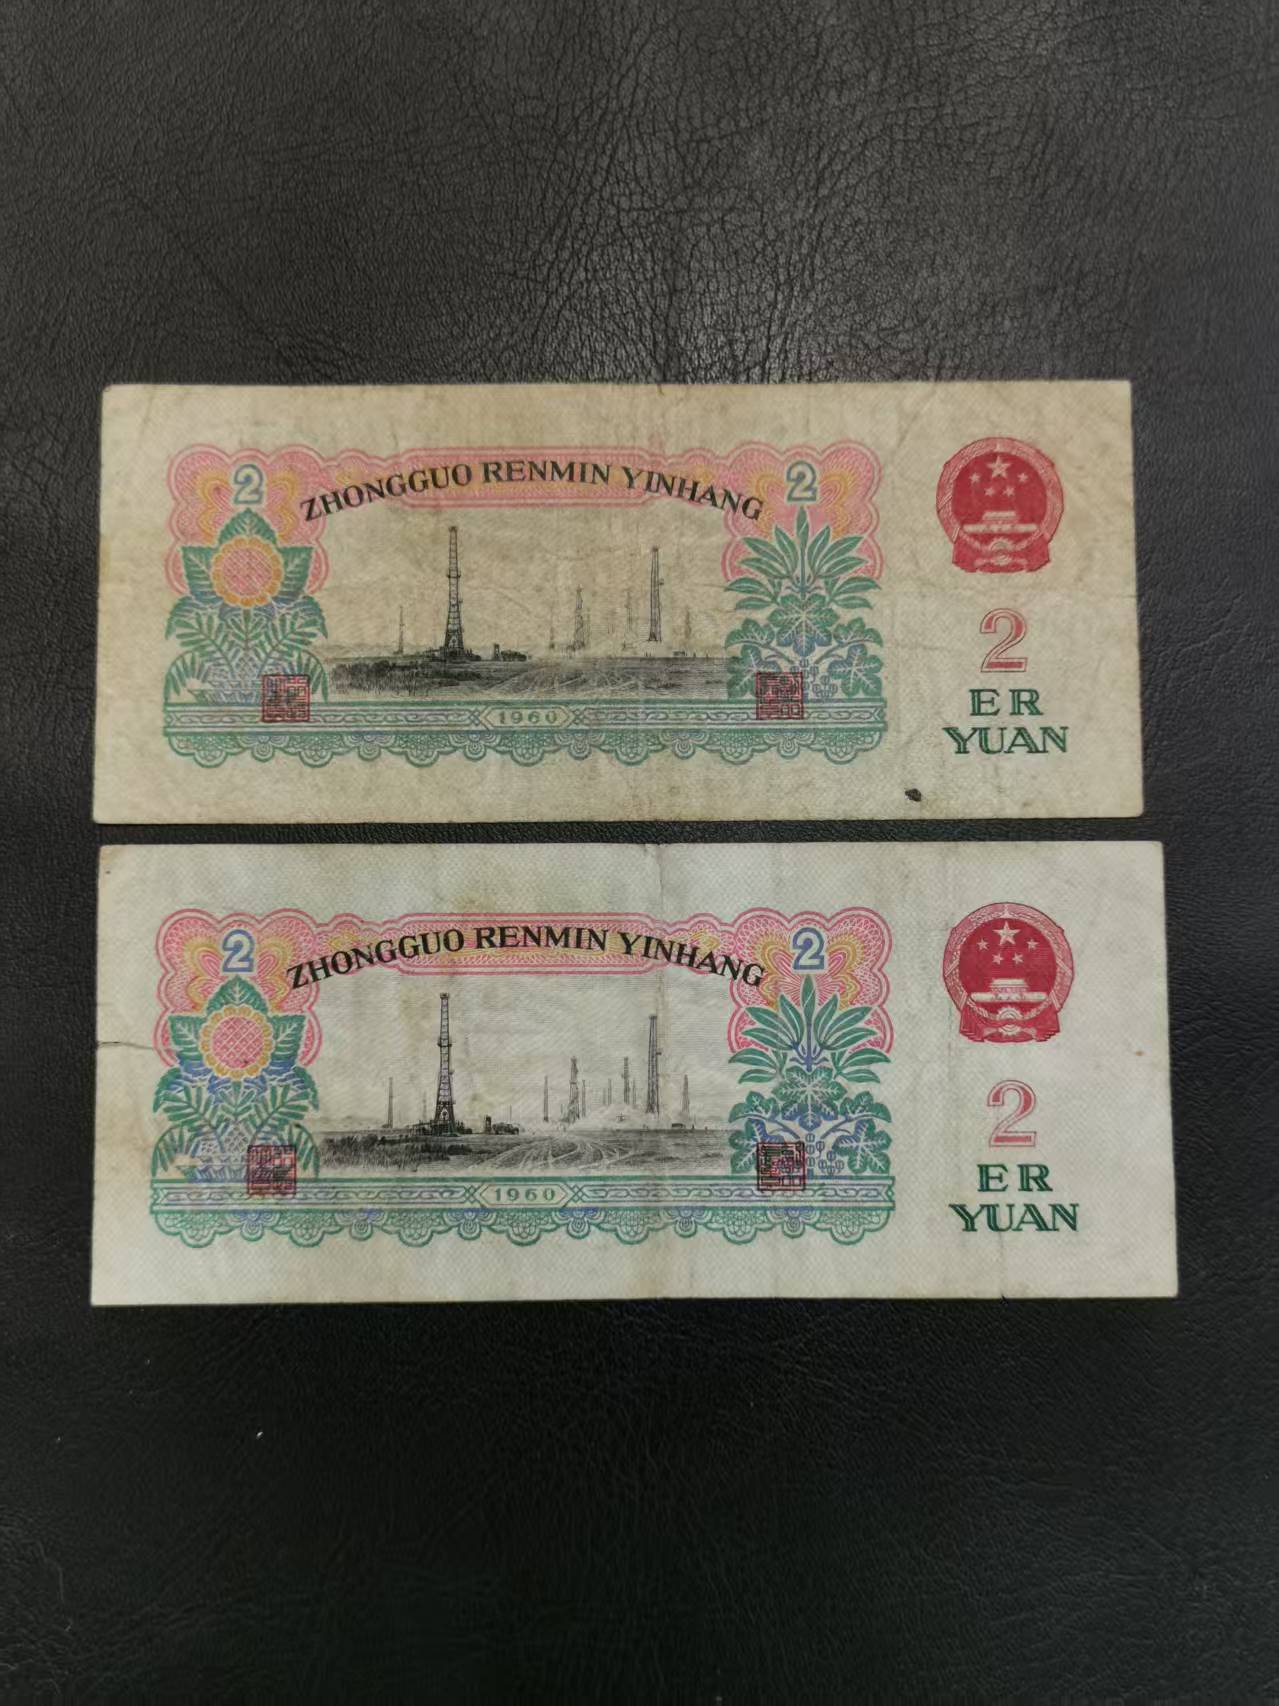 2 ZHONGGUO RENMIN YINHANG 2
2
ER
YUAN
1960
2 ZHONGGUO RENMIN YINHANG 2
2
ER
YUAN
1960